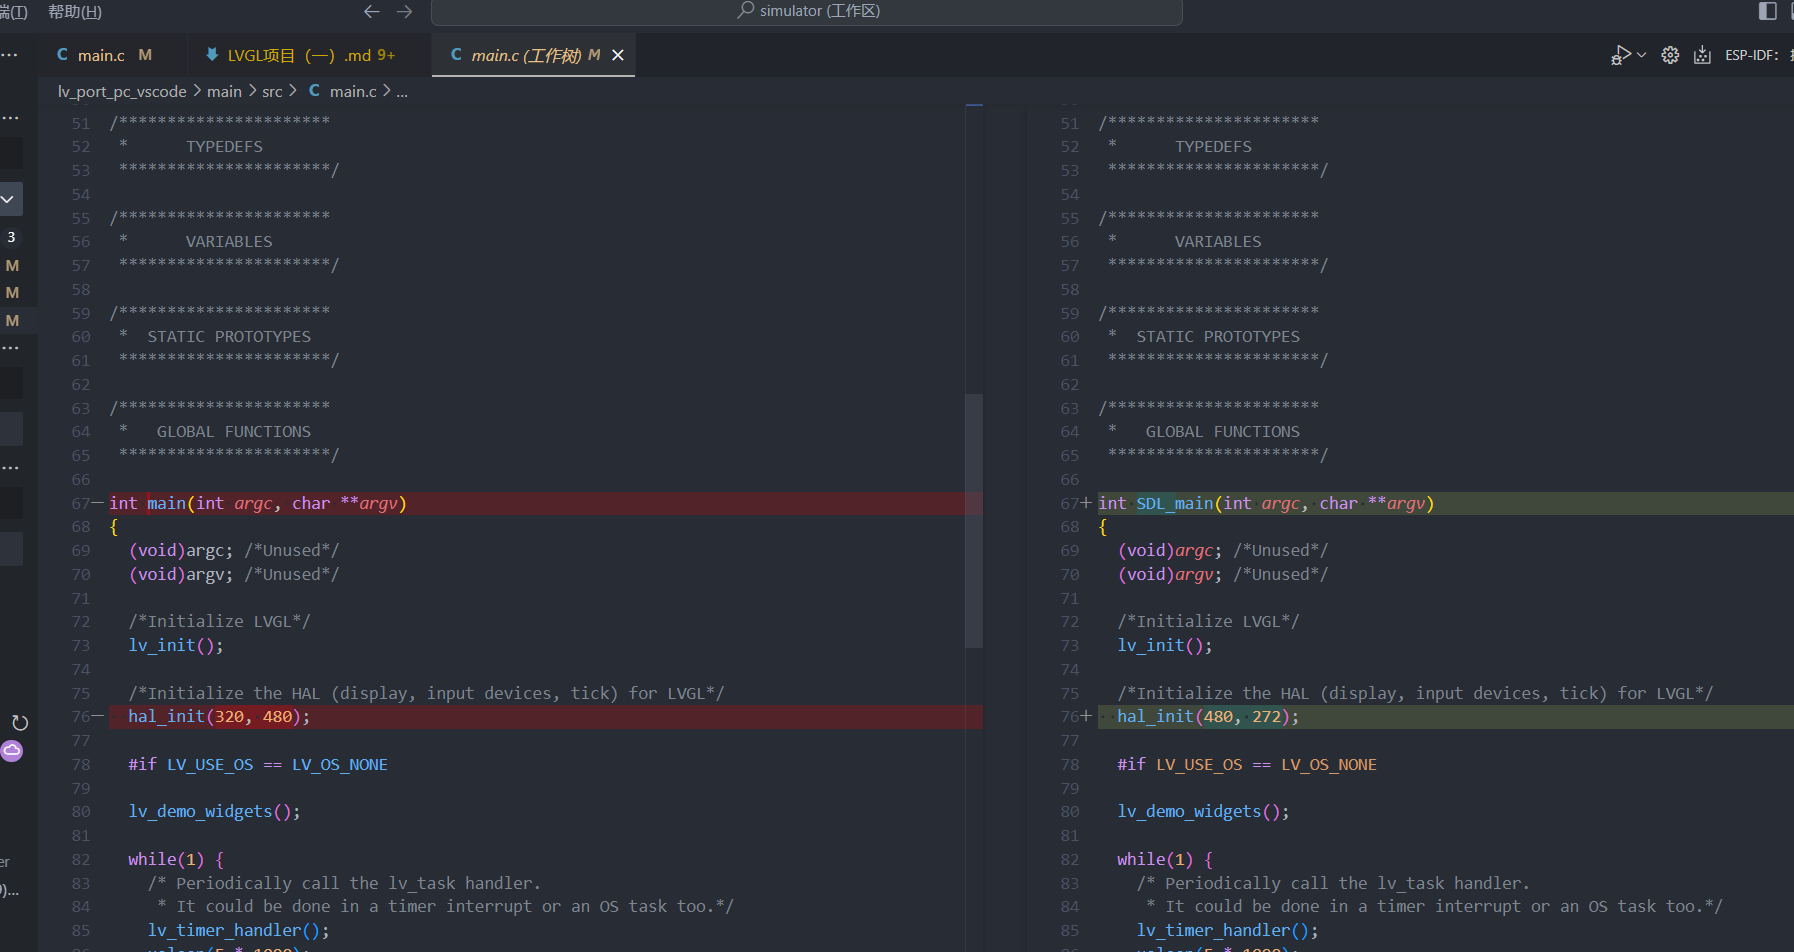 端(T) 帮助(H) simulator (工作区)
main.c M LVGL项目（一）.md 9+ main.c (工作树) M ESP-IDF:
lv_port_pc_vscode > main > src > C main.c > ...
51 /**********************
52 * TYPEDEFS
53 **********************/
54
55 /**********************
56 * VARIABLES
57 **********************/
58
59 /**********************
60 * STATIC PROTOTYPES
61 **********************/
62
63 /**********************
64 * GLOBAL FUNCTIONS
65 **********************/
66
67— int main(int argc, char **argv)
68 {
69 (void)argc; /*Unused*/
70 (void)argv; /*Unused*/
71
72 /*Initialize LVGL*/
73 lv_init();
74
75 /*Initialize the HAL (display, input devices, tick) for LVGL*/
76— hal_init(320, 480);
77
78 #if LV_USE_OS == LV_OS_NONE
79
80 lv_demo_widgets();
81
82 while(1) {
83 /* Periodically call the lv_task handler.
84 * It could be done in a timer interrupt or an OS task too.*/
85 lv_timer_handler();
51 /**********************
52 * TYPEDEFS
53 **********************/
54
55 /**********************
56 * VARIABLES
57 **********************/
58
59 /**********************
60 * STATIC PROTOTYPES
61 **********************/
62
63 /**********************
64 * GLOBAL FUNCTIONS
65 **********************/
66
67+ int SDL_main(int argc, char **argv)
68 {
69 (void)argc; /*Unused*/
70 (void)argv; /*Unused*/
71
72 /*Initialize LVGL*/
73 lv_init();
74
75 /*Initialize the HAL (display, input devices, tick) for LVGL*/
76+ hal_init(480, 272);
77
78 #if LV_USE_OS == LV_OS_NONE
79
80 lv_demo_widgets();
81
82 while(1) {
83 /* Periodically call the lv_task handler.
84 * It could be done in a timer interrupt or an OS task too.*/
85 lv_timer_handler();
3
M
M
M
er
)...